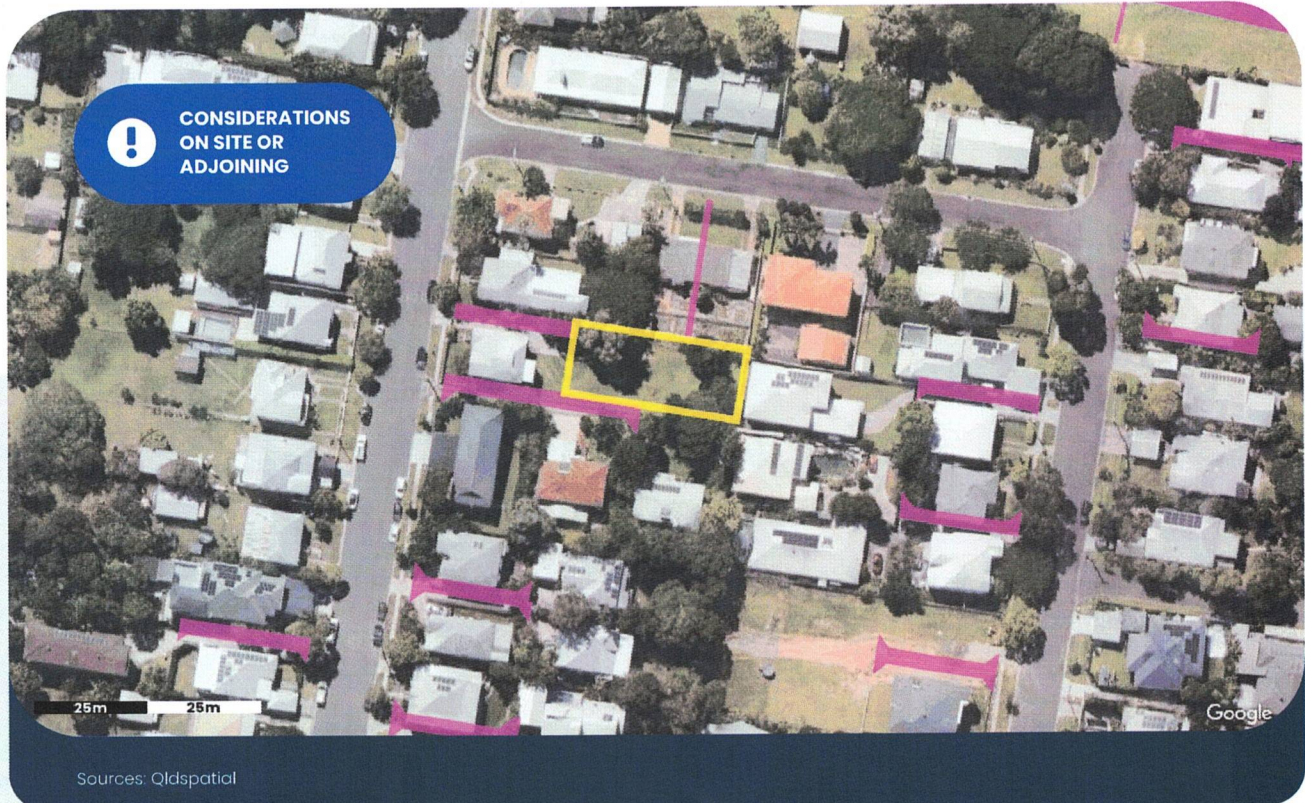 !
CONSIDERATIONS
ON SITE OR
ADJOINING
25m 25m
Google
Sources: Qldspatial